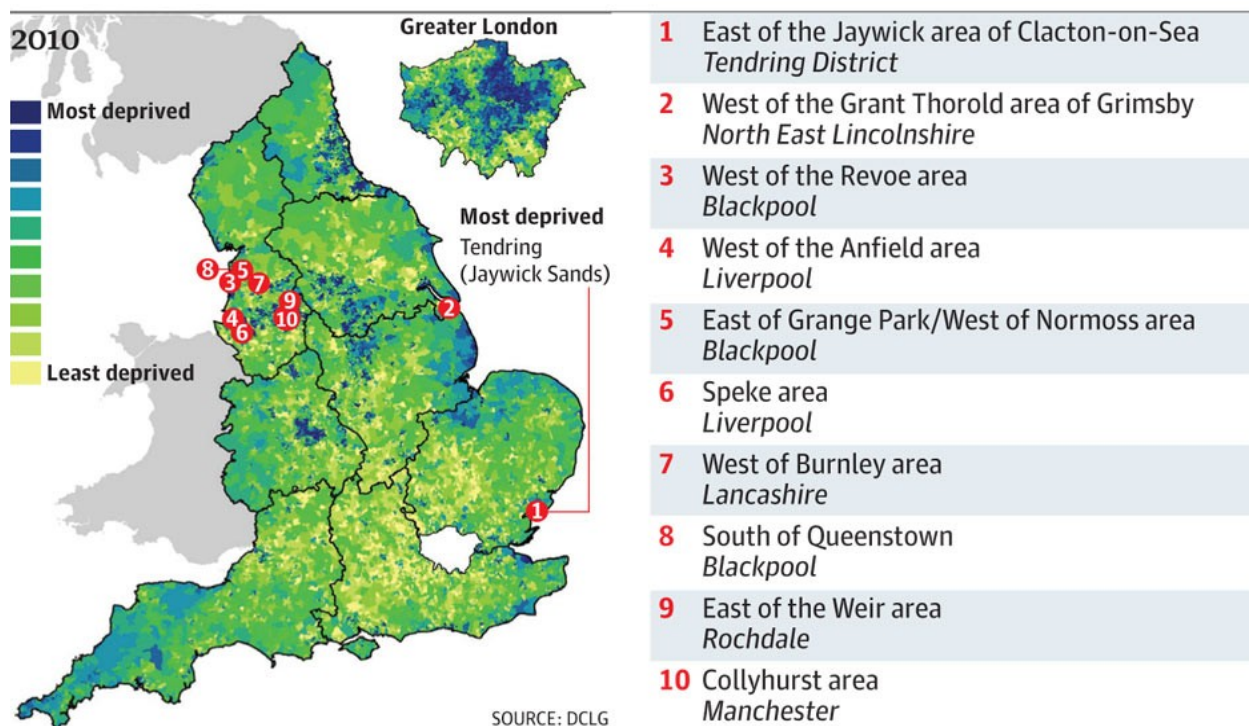 2010
Most deprived
Least deprived
Greater London
Most deprived
Tendring
(Jaywick Sands)
8
5
3
7
9
4
10
6
2
1
SOURCE: DCLG
1 East of the Jaywick area of Clacton-on-Sea
Tendring District
2 West of the Grant Thorold area of Grimsby
North East Lincolnshire
3 West of the Revoe area
Blackpool
4 West of the Anfield area
Liverpool
5 East of Grange Park/West of Normoss area
Blackpool
6 Speke area
Liverpool
7 West of Burnley area
Lancashire
8 South of Queenstown
Blackpool
9 East of the Weir area
Rochdale
10 Collyhurst area
Manchester